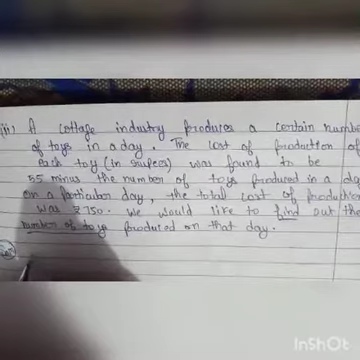 (ii) A cottage industry produces a certain number
of toys in a day. The cost of production of
each toy (in rupees) was found to be
55 minus the number of toys produced in a day
on a particular day, the total cost of production
was ₹750. We would like to find out the
number of toys produced on that day.
InShOt